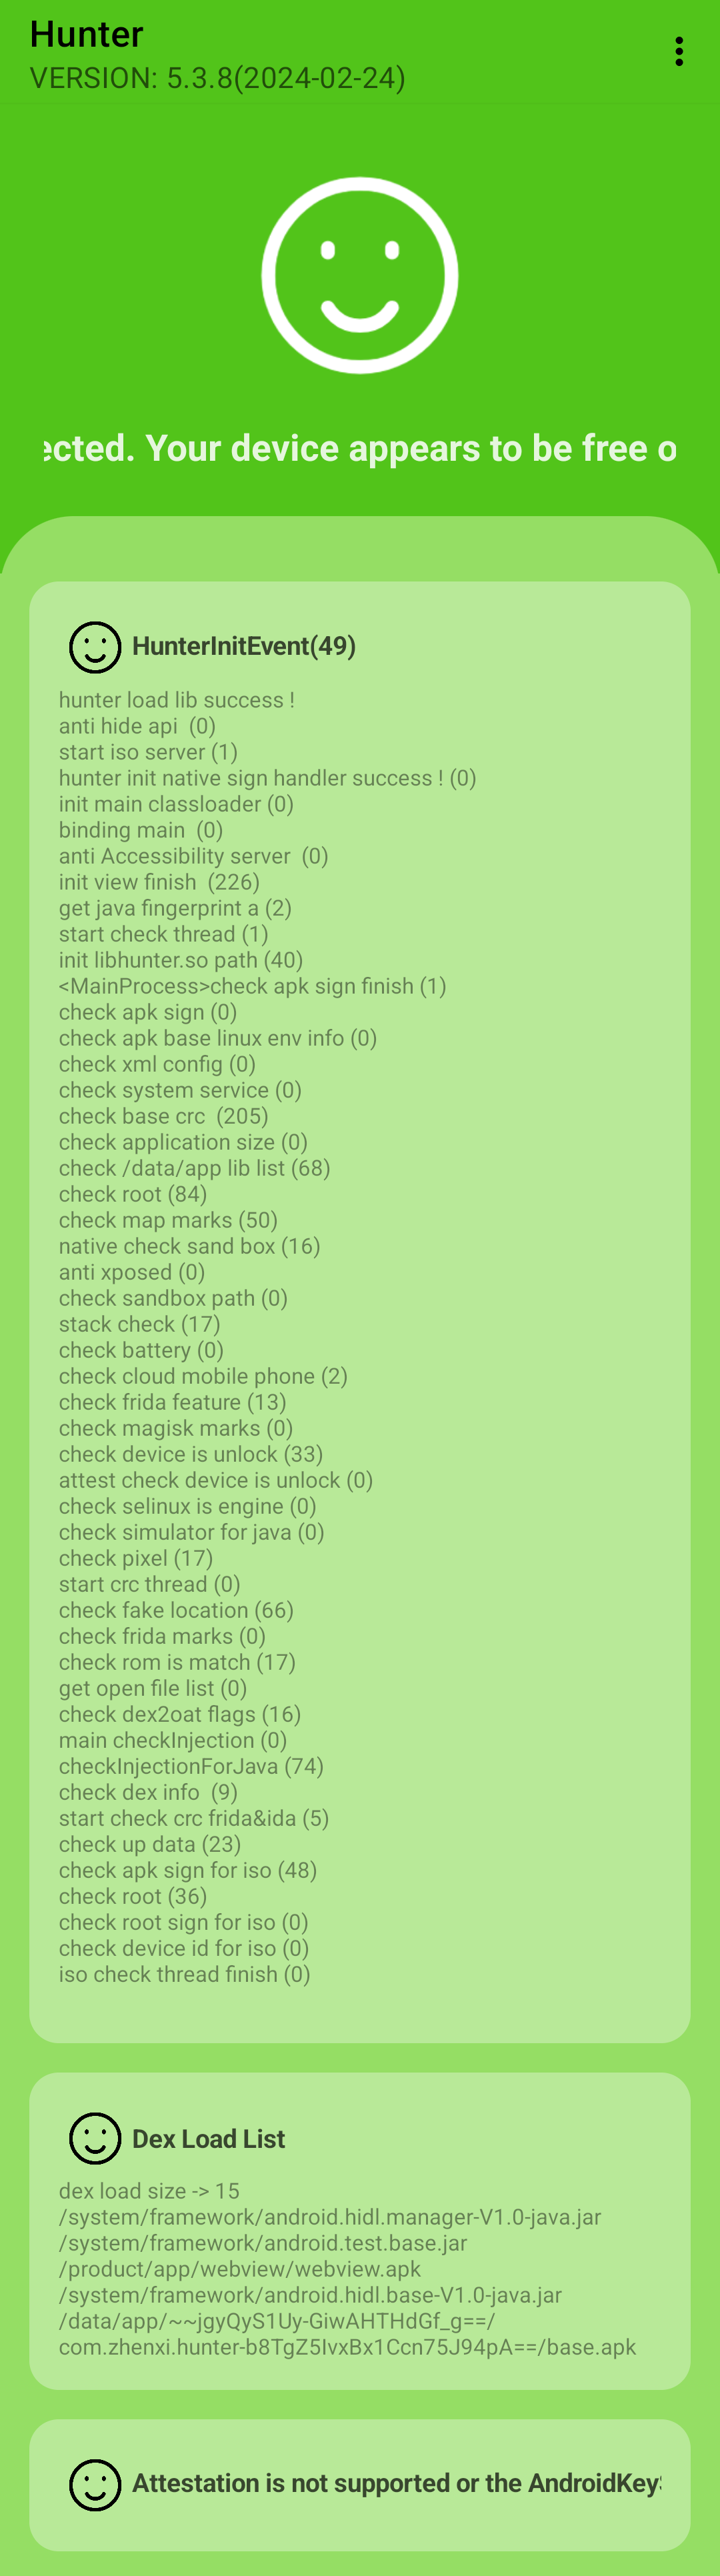 Hunter
VERSION: 5.3.8(2024-02-24)
ected. Your device appears to be free o
HunterInitEvent(49)
hunter load lib success !
anti hide api  (0)
start iso server (1)
hunter init native sign handler success ! (0)
init main classloader (0)
binding main  (0)
anti Accessibility server  (0)
init view finish  (226)
get java fingerprint a (2)
start check thread (1)
init libhunter.so path (40)
<MainProcess>check apk sign finish (1)
check apk sign (0)
check apk base linux env info (0)
check xml config (0)
check system service (0)
check base crc  (205)
check application size (0)
check /data/app lib list (68)
check root (84)
check map marks (50)
native check sand box (16)
anti xposed (0)
check sandbox path (0)
stack check (17)
check battery (0)
check cloud mobile phone (2)
check frida feature (13)
check magisk marks (0)
check device is unlock (33)
attest check device is unlock (0)
check selinux is engine (0)
check simulator for java (0)
check pixel (17)
start crc thread (0)
check fake location (66)
check frida marks (0)
check rom is match (17)
get open file list (0)
check dex2oat flags (16)
main checkInjection (0)
checkInjectionForJava (74)
check dex info  (9)
start check crc frida&ida (5)
check up data (23)
check apk sign for iso (48)
check root (36)
check root sign for iso (0)
check device id for iso (0)
iso check thread finish (0)
Dex Load List
dex load size -> 15
/system/framework/android.hidl.manager-V1.0-java.jar
/system/framework/android.test.base.jar
/product/app/webview/webview.apk
/system/framework/android.hidl.base-V1.0-java.jar
/data/app/~~jgyQyS1Uy-GiwAHTHdGf_g==/
com.zhenxi.hunter-b8TgZ5IvxBx1Ccn75J94pA==/base.apk
Attestation is not supported or the AndroidKeyS